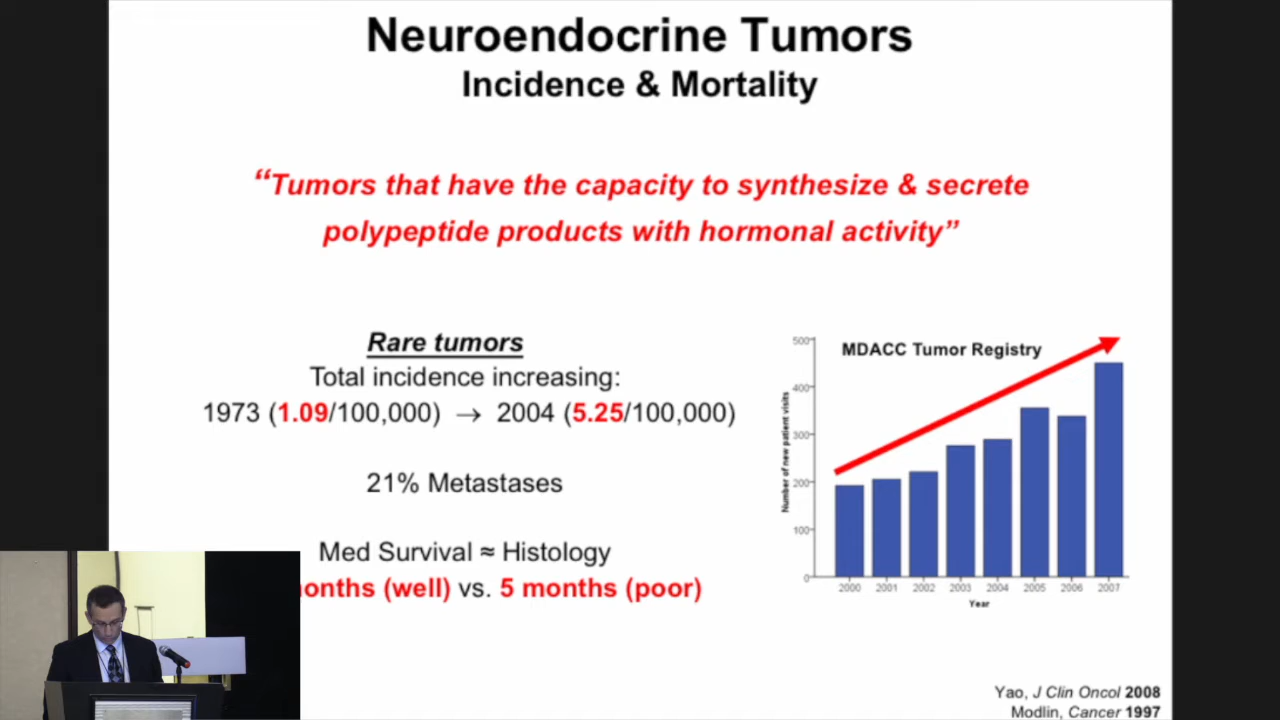 Neuroendocrine Tumors
Incidence & Mortality
“Tumors that have the capacity to synthesize & secrete
polypeptide products with hormonal activity”
Rare tumors
Total incidence increasing:
1973 (1.09/100,000) → 2004 (5.25/100,000)
21% Metastases
Med Survival ≈ Histology
(well) vs. 5 months (poor)
MDACC Tumor Registry
500
400
300
200
100
0
Number of new patient visits
2000 2001 2002 2003 2004 2005 2006 2007
Year
Yao, J Clin Oncol 2008
Modlin, Cancer 1997